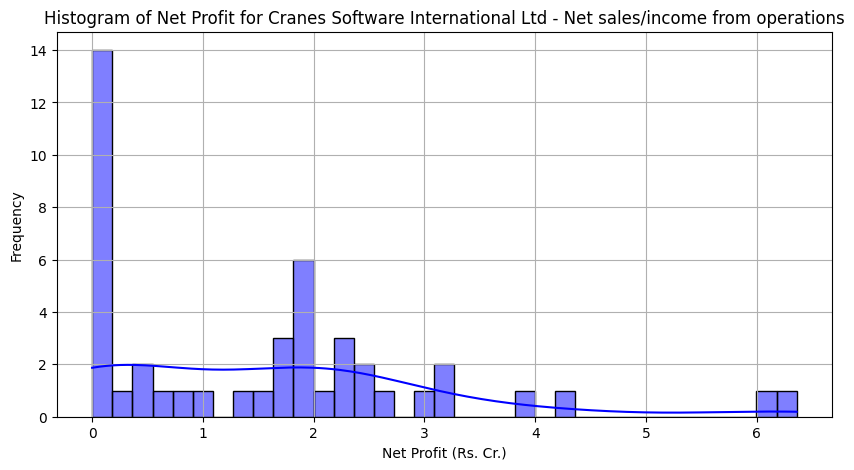 Histogram of Net Profit for Cranes Software International Ltd - Net sales/income from operations
14
12
10
8
6
4
2
0
Frequency
0 1 2 3 4 5 6
Net Profit (Rs. Cr.)